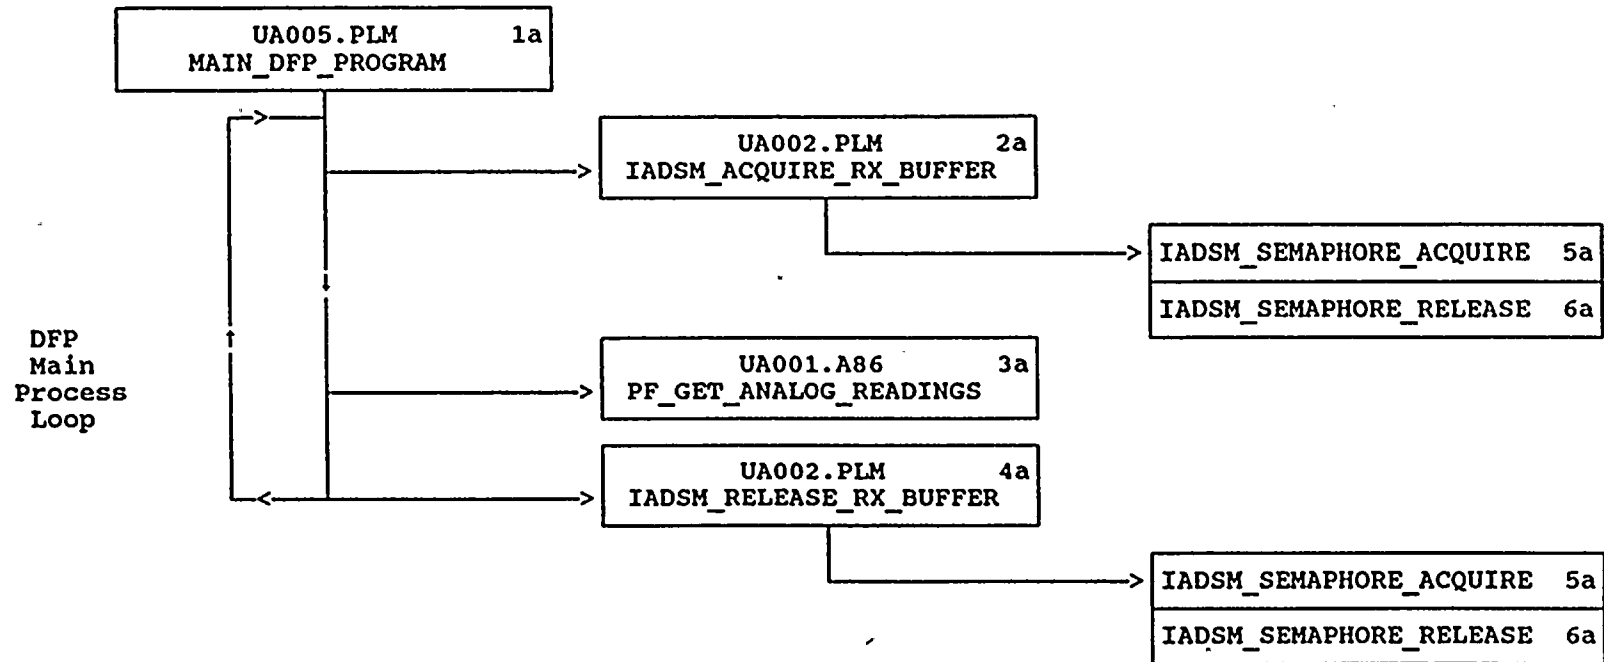 UA005.PLM 1a
MAIN_DFP_PROGRAM
UA002.PLM 2a
IADSM_ACQUIRE_RX_BUFFER
IADSM_SEMAPHORE_ACQUIRE 5a
IADSM_SEMAPHORE_RELEASE 6a
DFP
Main
Process
Loop
UA001.A86 3a
PF_GET_ANALOG_READINGS
UA002.PLM 4a
IADSM_RELEASE_RX_BUFFER
IADSM_SEMAPHORE_ACQUIRE 5a
IADSM_SEMAPHORE_RELEASE 6a